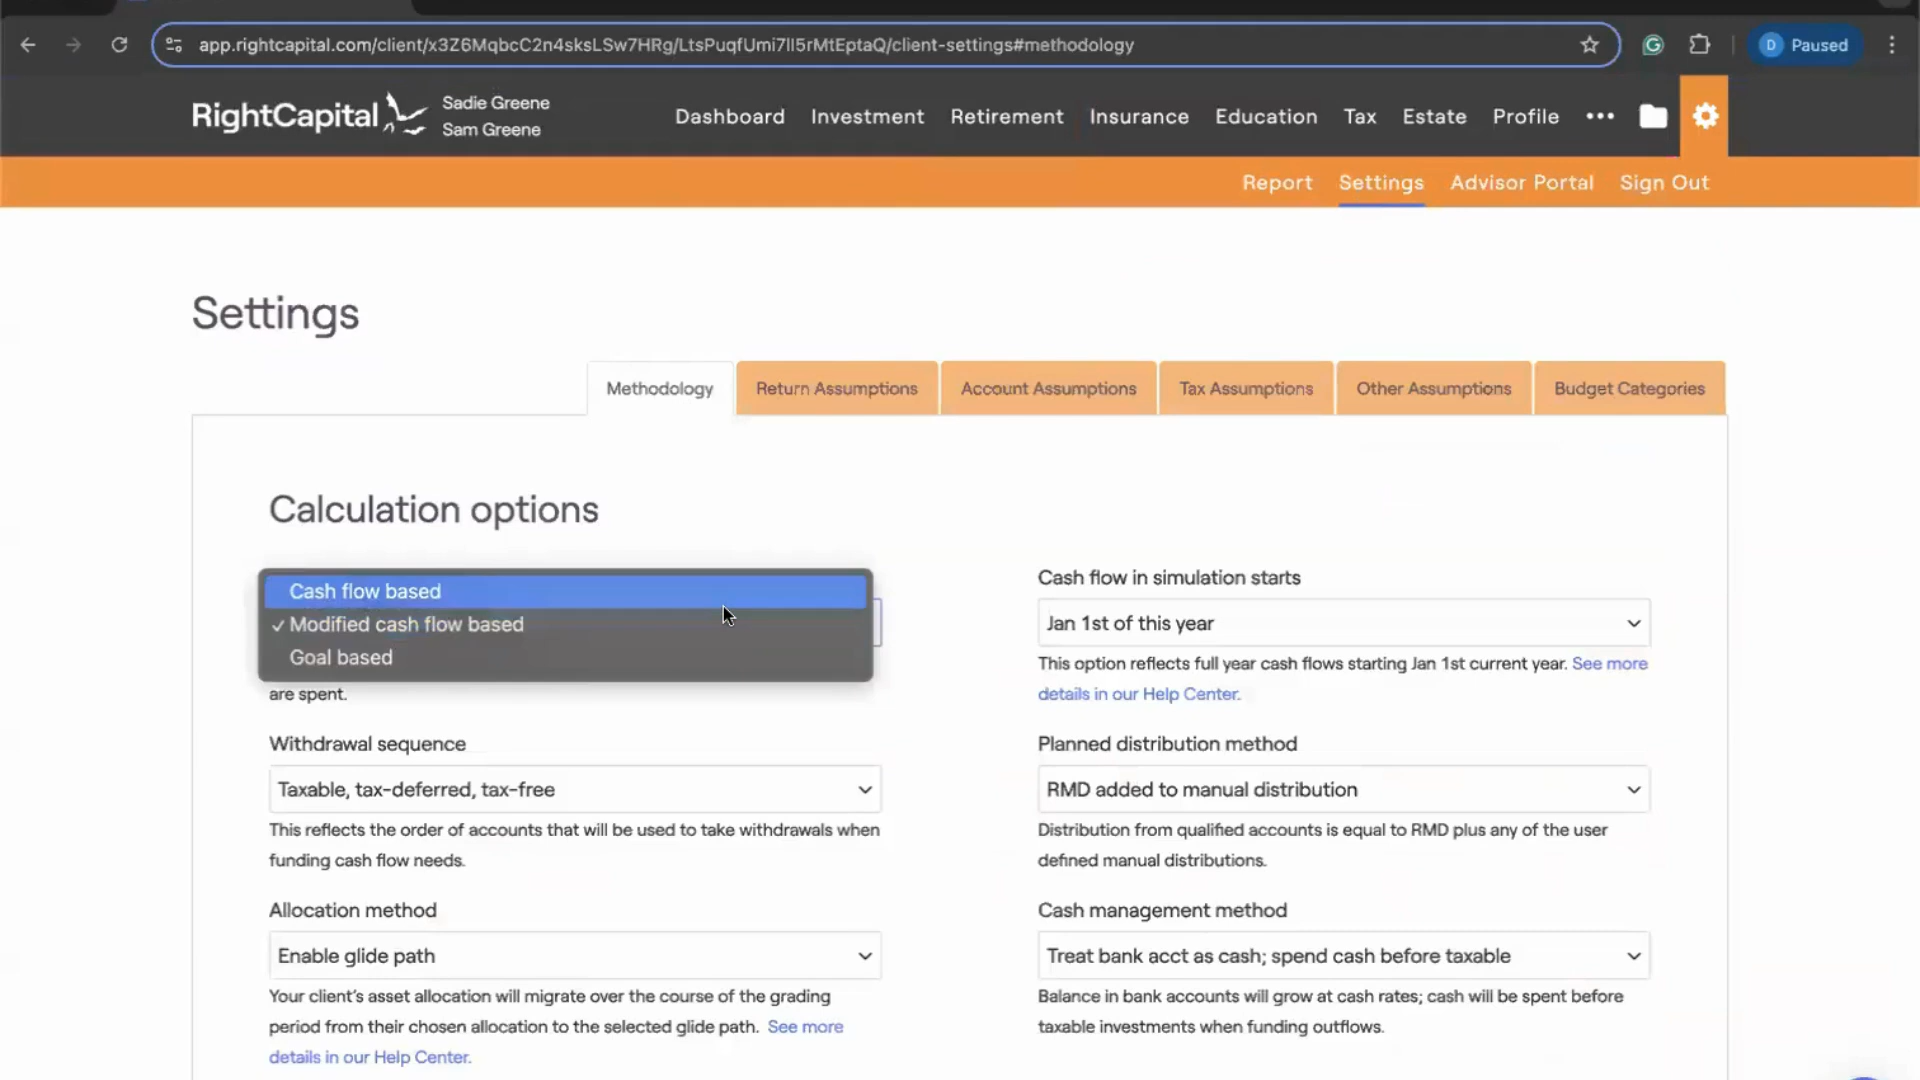 app.rightcapital.com/client/x3Z6MqbcC2n4sksLSw7HRg/LtsPuqfUmi7ll5rMtEptaQ/client-settings#methodology
D Paused
RightCapital
Sadie Greene
Sam Greene
Dashboard Investment Retirement Insurance Education Tax Estate Profile
Report Settings Advisor Portal Sign Out
Settings
Methodology Return Assumptions Account Assumptions Tax Assumptions Other Assumptions Budget Categories
Calculation options
Cash flow based
✓ Modified cash flow based
Goal based
are spent.
Cash flow in simulation starts
Jan 1st of this year
This option reflects full year cash flows starting Jan 1st current year. See more
details in our Help Center.
Withdrawal sequence
Taxable, tax-deferred, tax-free
This reflects the order of accounts that will be used to take withdrawals when
funding cash flow needs.
Planned distribution method
RMD added to manual distribution
Distribution from qualified accounts is equal to RMD plus any of the user
defined manual distributions.
Allocation method
Enable glide path
Your client's asset allocation will migrate over the course of the grading
period from their chosen allocation to the selected glide path. See more
details in our Help Center.
Cash management method
Treat bank acct as cash; spend cash before taxable
Balance in bank accounts will grow at cash rates; cash will be spent before
taxable investments when funding outflows.